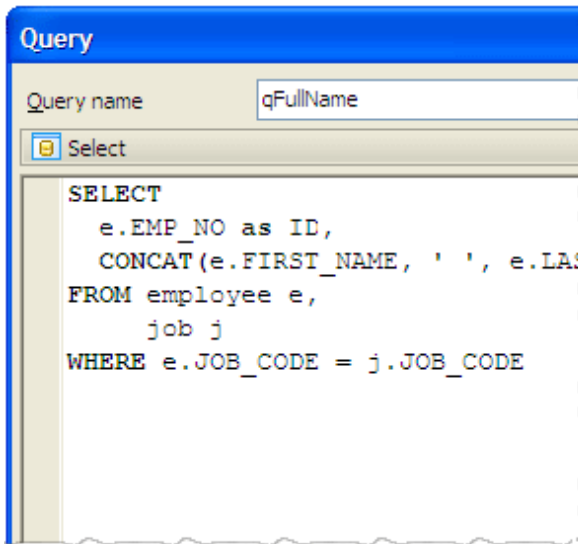 Query
Query name qFullName
Select
SELECT
e.EMP_NO as ID,
CONCAT(e.FIRST_NAME, ' ', e.LAS
FROM employee e,
job j
WHERE e.JOB_CODE = j.JOB_CODE